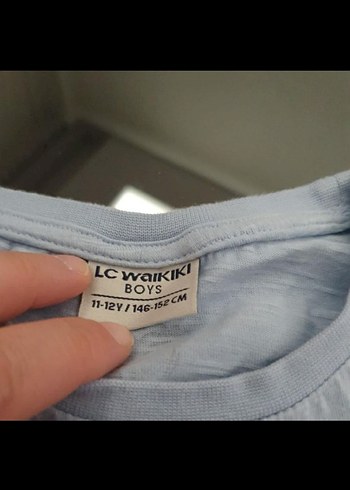 LC WAIKIKI
BOYS
11-12Y / 146-152 CM